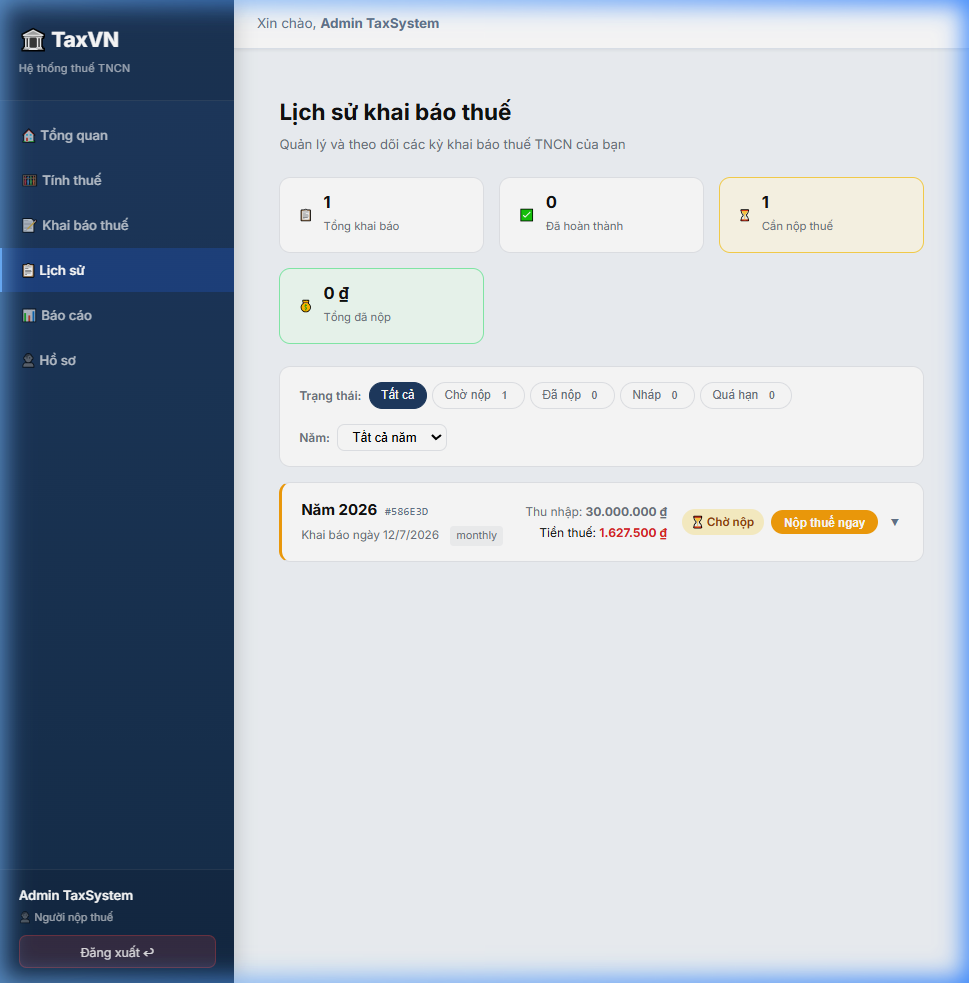 TaxVN
Hệ thống thuế TNCN
Tổng quan
Tính thuế
Khai báo thuế
Lịch sử
Báo cáo
Hồ sơ
Admin TaxSystem
Người nộp thuế
Đăng xuất ↩
Xin chào, Admin TaxSystem
Lịch sử khai báo thuế
Quản lý và theo dõi các kỳ khai báo thuế TNCN của bạn
1
Tổng khai báo
0
Đã hoàn thành
1
Cần nộp thuế
0 ₫
Tổng đã nộp
Trạng thái: Tất cả Chờ nộp 1 Đã nộp 0 Nháp 0 Quá hạn 0
Năm: Tất cả năm
Năm 2026 #586E3D
Khai báo ngày 12/7/2026 monthly
Thu nhập: 30.000.000 ₫
Tiền thuế: 1.627.500 ₫
Chờ nộp
Nộp thuế ngay